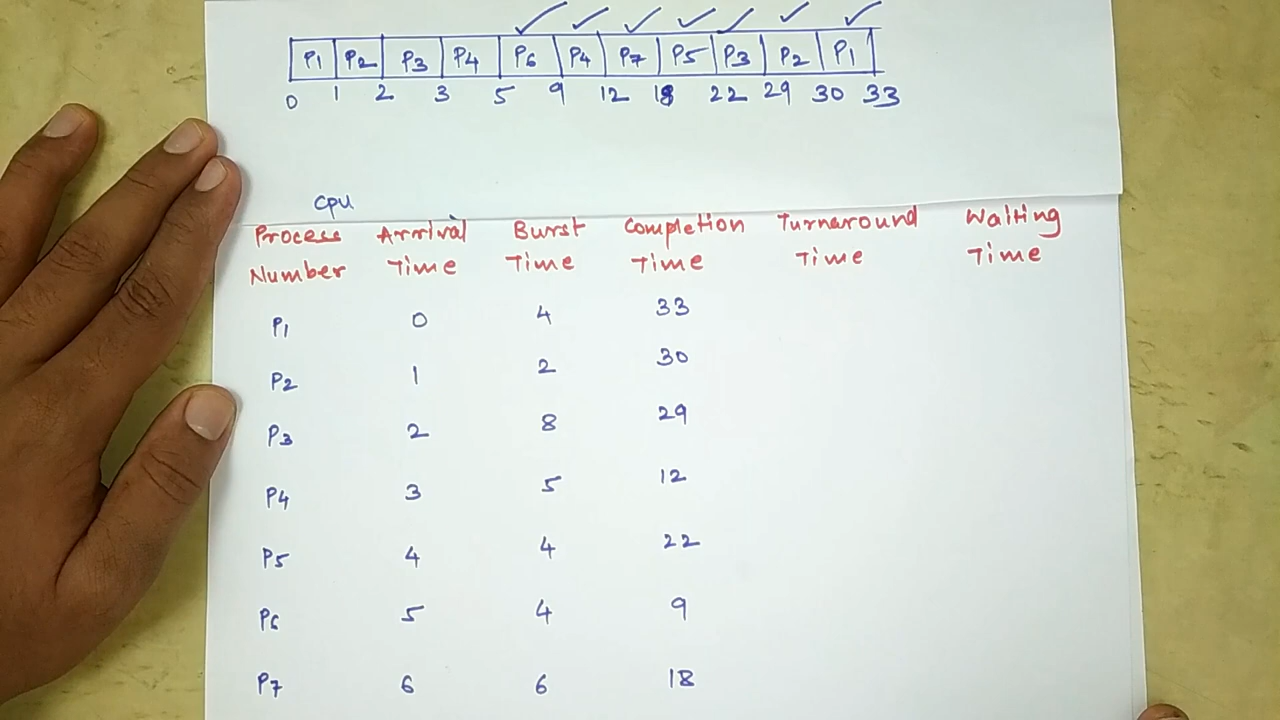 P1 P2 P3 P4 P6 P4 P7 P5 P3 P2 P1
0 1 2 3 5 9 12 18 22 29 30 33
CPU
Process Number Arrival Time Burst Time Completion Time Turnaround Time Waiting Time
P1 0 4 33
P2 1 2 30
P3 2 8 29
P4 3 5 12
P5 4 4 22
P6 5 4 9
P7 6 6 18